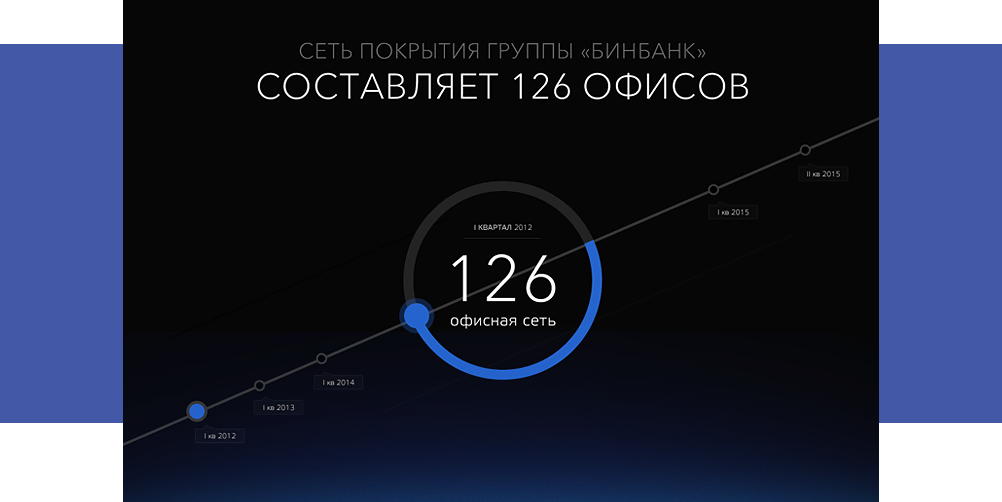 СЕТЬ ПОКРЫТИЯ ГРУППЫ «БИНБАНК»
СОСТАВЛЯЕТ 126 ОФИСОВ
II кв 2015
I кв 2015
I КВАРТАЛ 2012
126
офисная сеть
I кв 2014
I кв 2013
I кв 2012